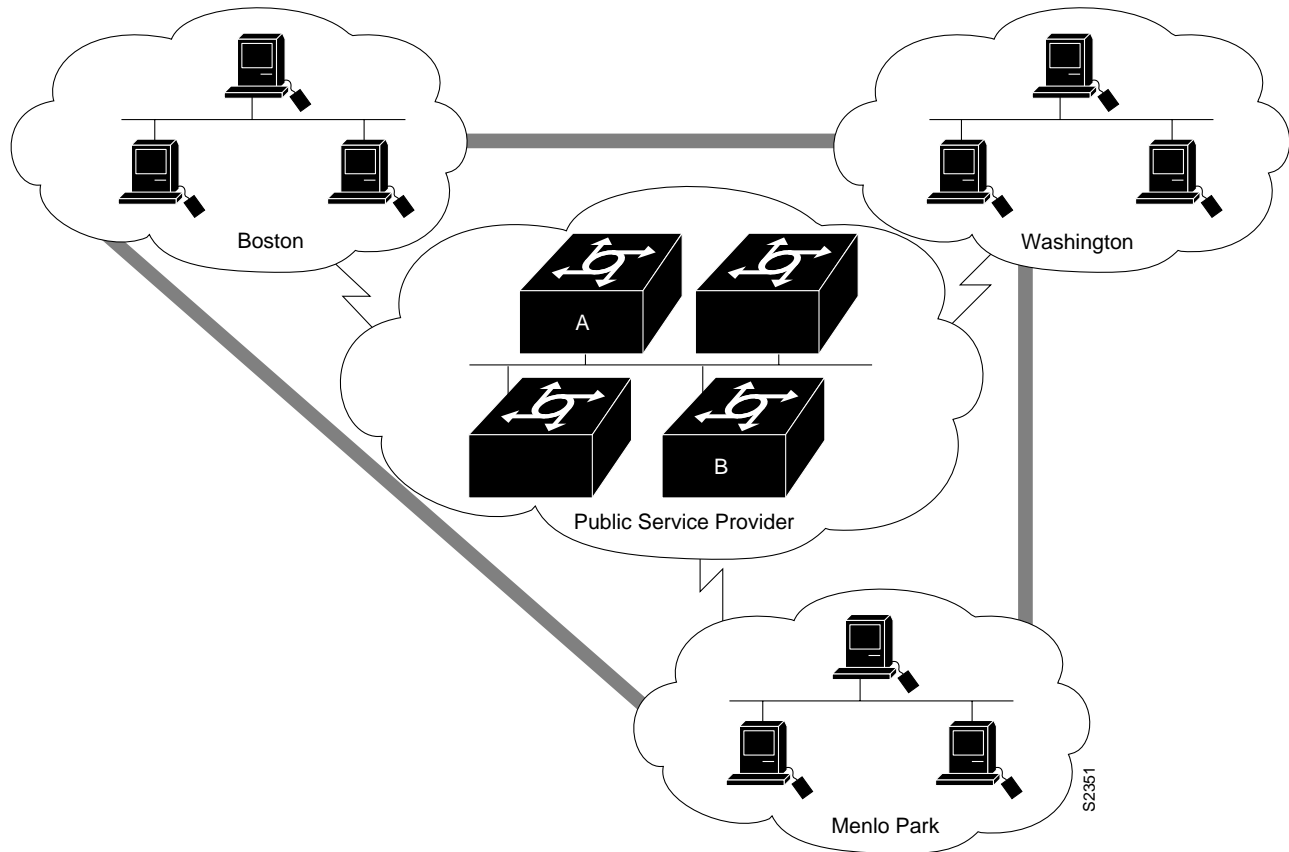 Boston
Washington
A
B
Public Service Provider
Menlo Park
S2351